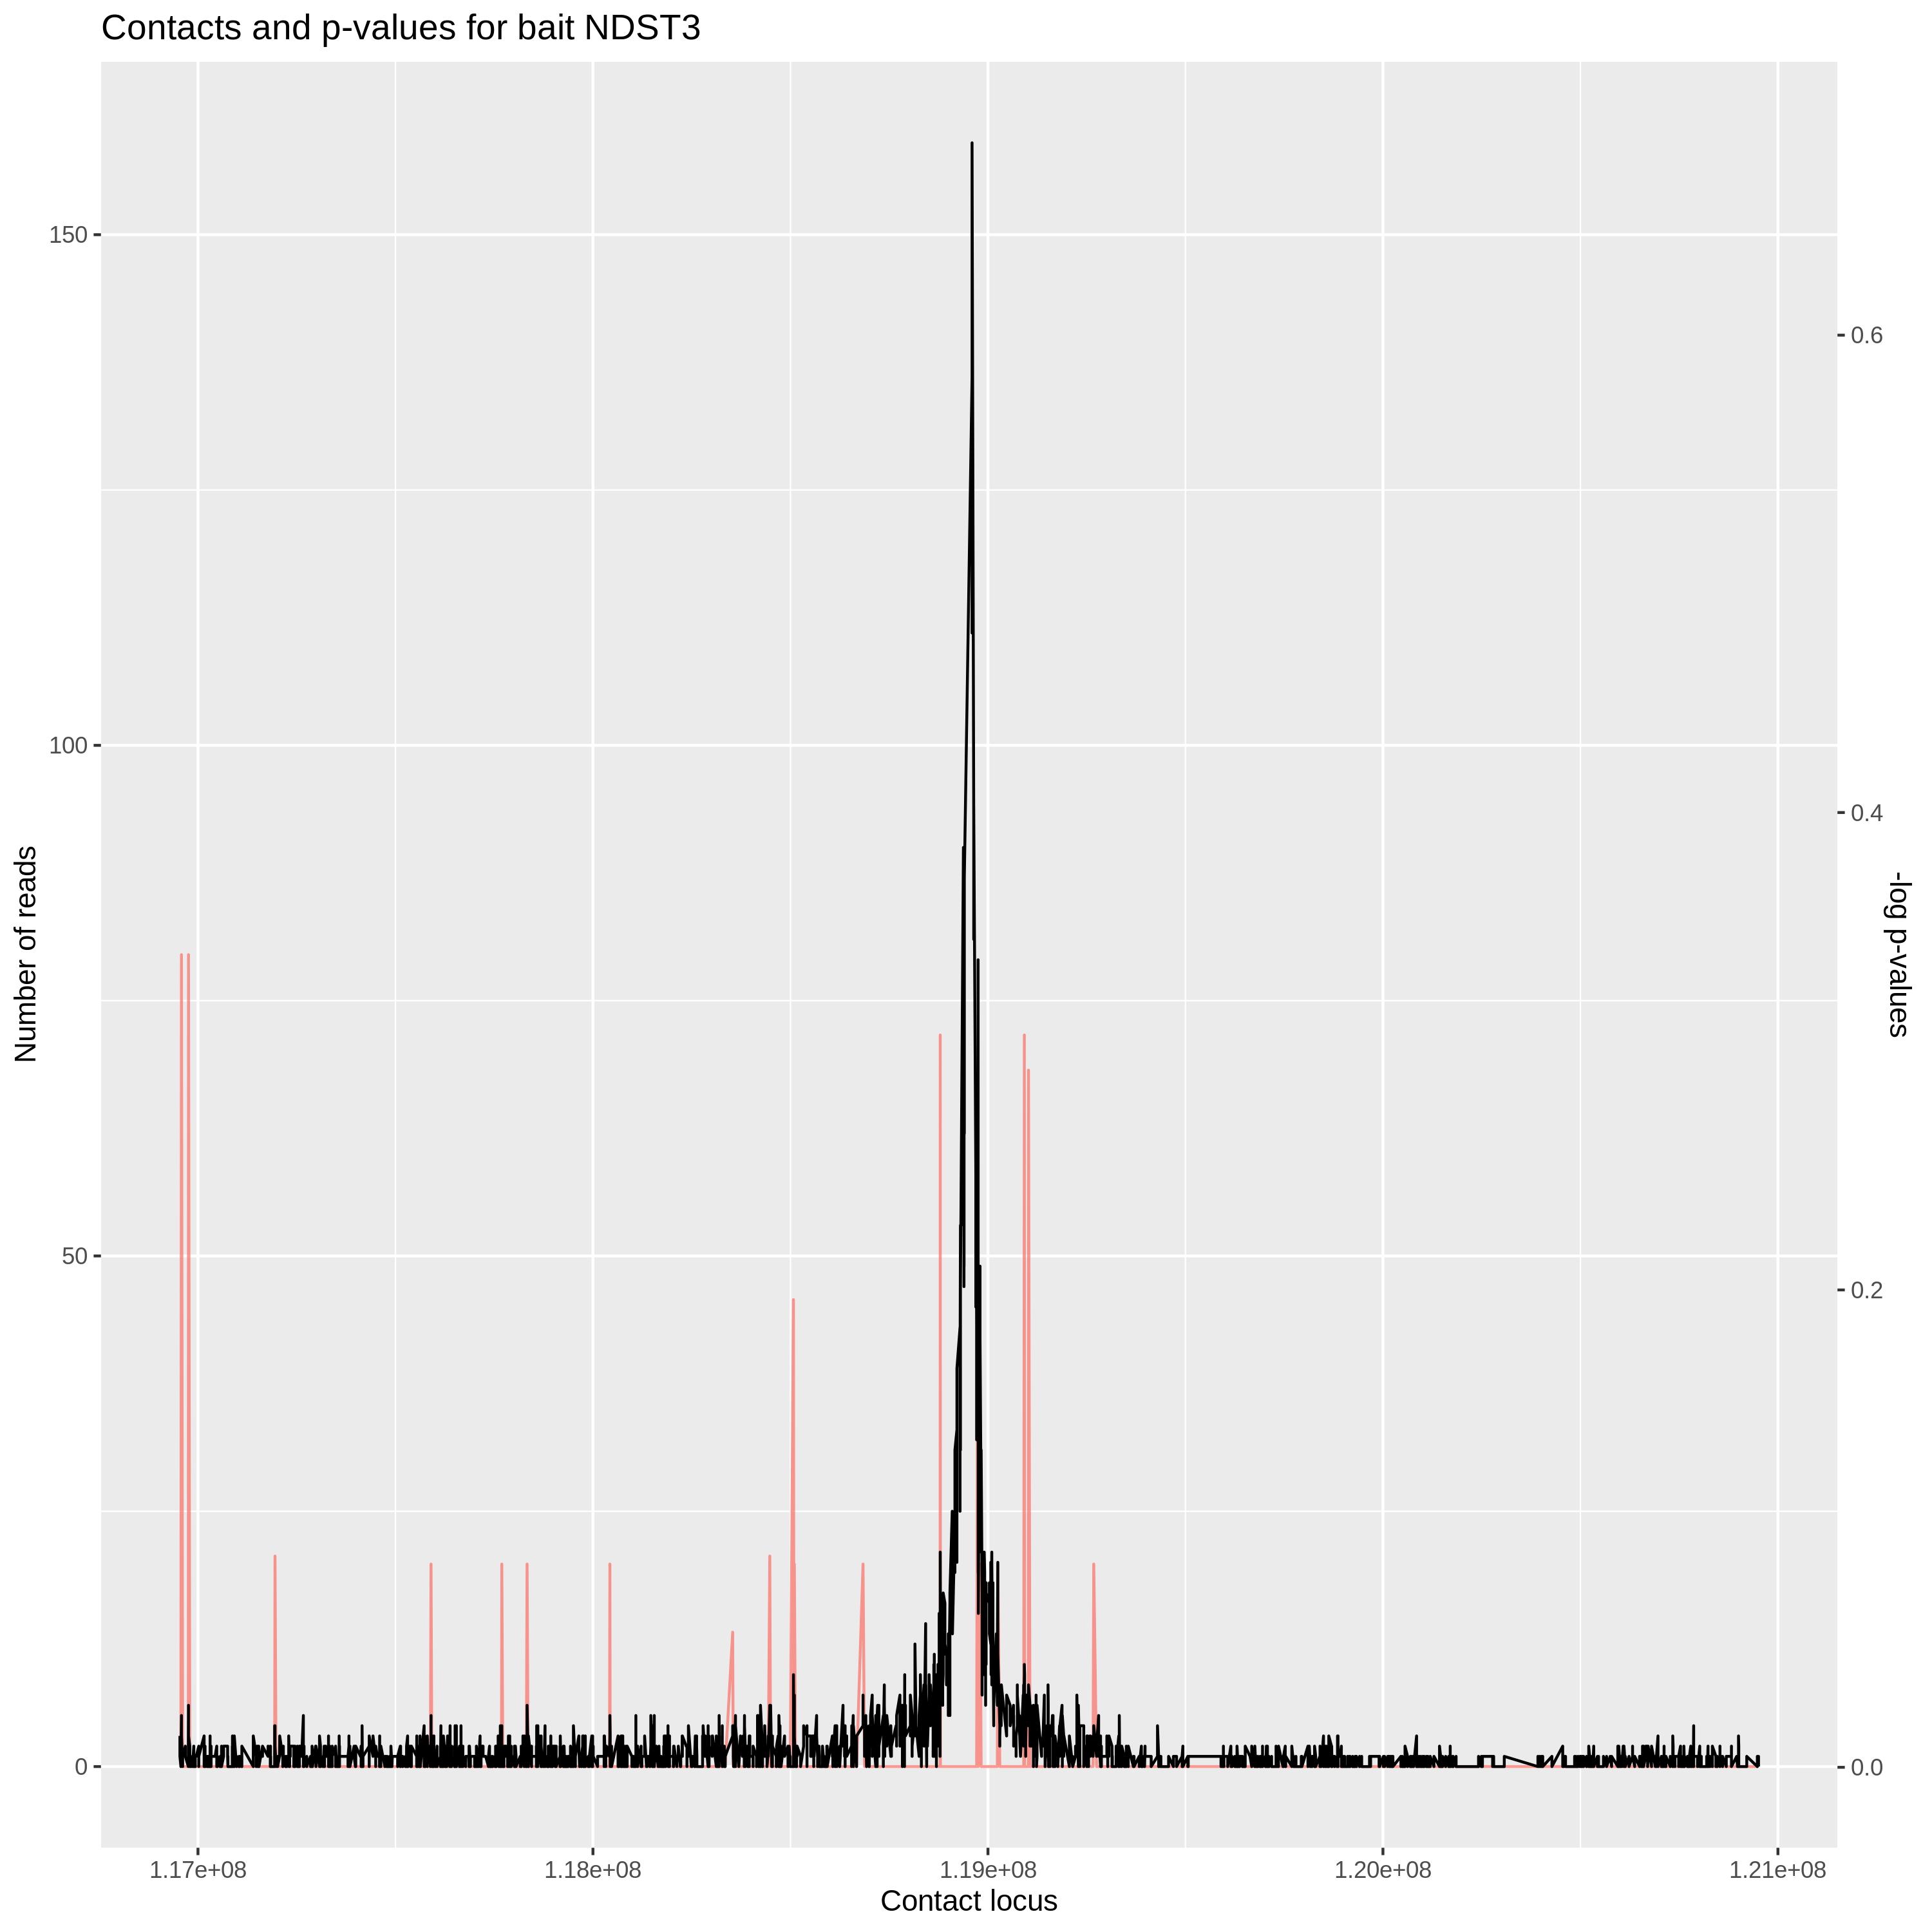 Contacts and p-values for bait NDST3
150
100
50
0
0.6
0.4
0.2
0.0
Number of reads
-log p-values
1.17e+08
1.18e+08
1.19e+08
1.20e+08
1.21e+08
Contact locus